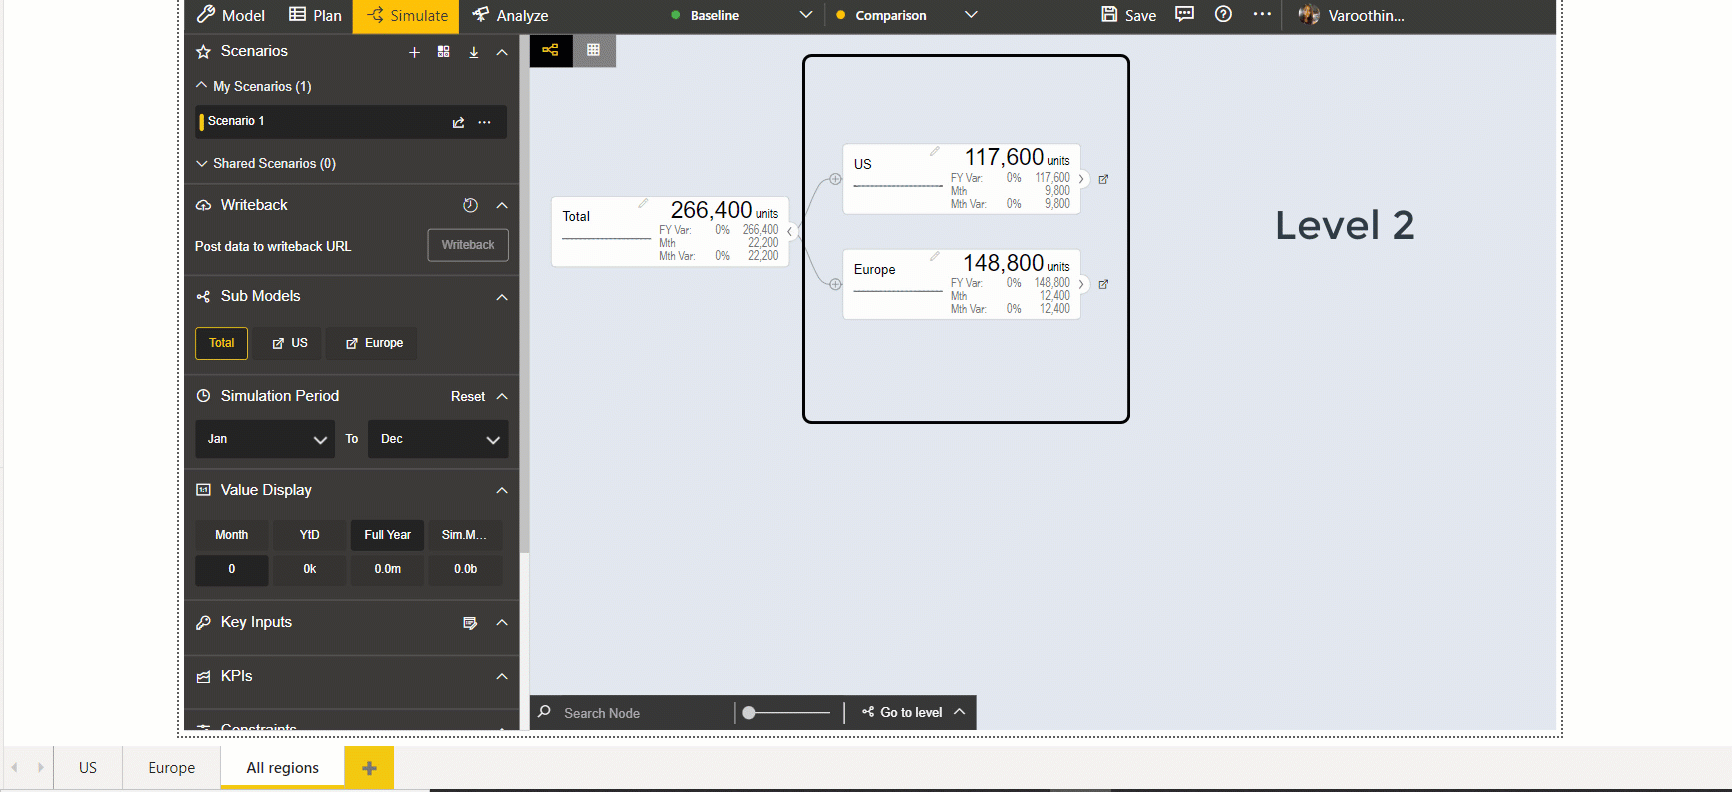 Model Plan Simulate Analyze Baseline Comparison Save Varoothin...
Scenarios
My Scenarios (1)
Scenario 1
Shared Scenarios (0)
Writeback
Post data to writeback URL Writeback
Sub Models
Total US Europe
Simulation Period Reset
Jan To Dec
Value Display
Month YtD Full Year Sim.M...
0 0k 0.0m 0.0b
Key Inputs
KPIs
Constraints
Total 266,400 units
FY Var: 0% 266,400
Mth 22,200
Mth Var: 0% 22,200
US 117,600 units
FY Var: 0% 117,600
Mth 9,800
Mth Var: 0% 9,800
Europe 148,800 units
FY Var: 0% 148,800
Mth 12,400
Mth Var: 0% 12,400
Level 2
Search Node Go to level
US Europe All regions